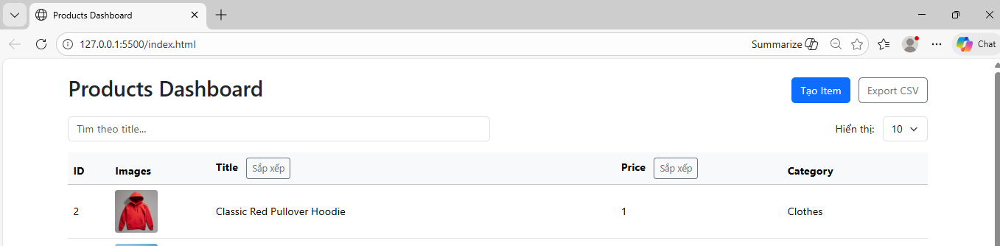 Products Dashboard
127.0.0.1:5500/index.html
Summarize
Chat
Products Dashboard
Tạo Item
Export CSV
Tìm theo title...
Hiển thị:
10
ID Images Title Sắp xếp Price Sắp xếp Category
2 Classic Red Pullover Hoodie 1 Clothes